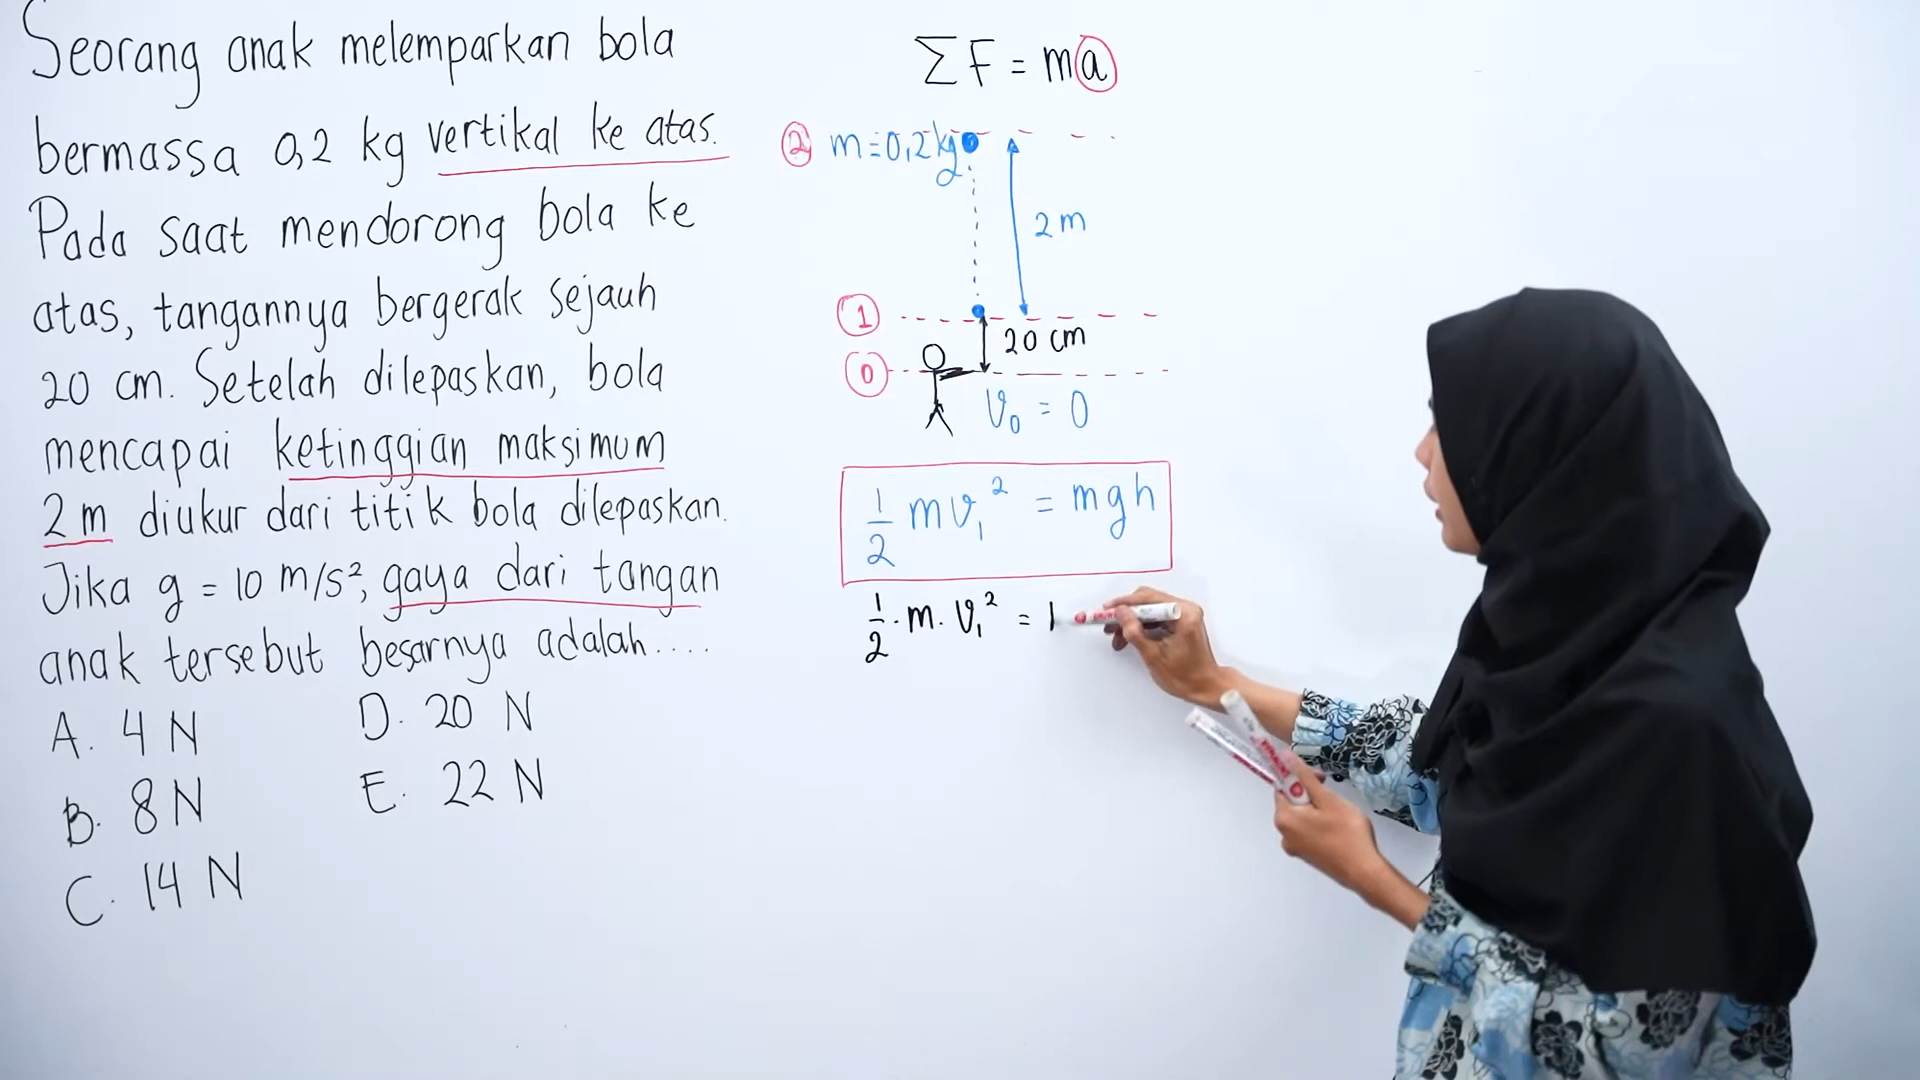 Seorang anak melemparkan bola
bermassa 0,2 kg vertikal ke atas.
Pada saat mendorong bola ke
atas, tangannya bergerak sejauh
20 cm. Setelah dilepaskan, bola
mencapai ketinggian maksimum
2 m diukur dari titik bola dilepaskan.
Jika g = 10 m/s², gaya dari tangan
anak tersebut besarnya adalah....
A. 4 N
B. 8 N
C. 14 N
D. 20 N
E. 22 N
ΣF = ma
2 m = 0,2 kg
2 m
1
20 cm
0
v₀ = 0
1/2 mv₁² = mgh
1/2 . m . v₁² =